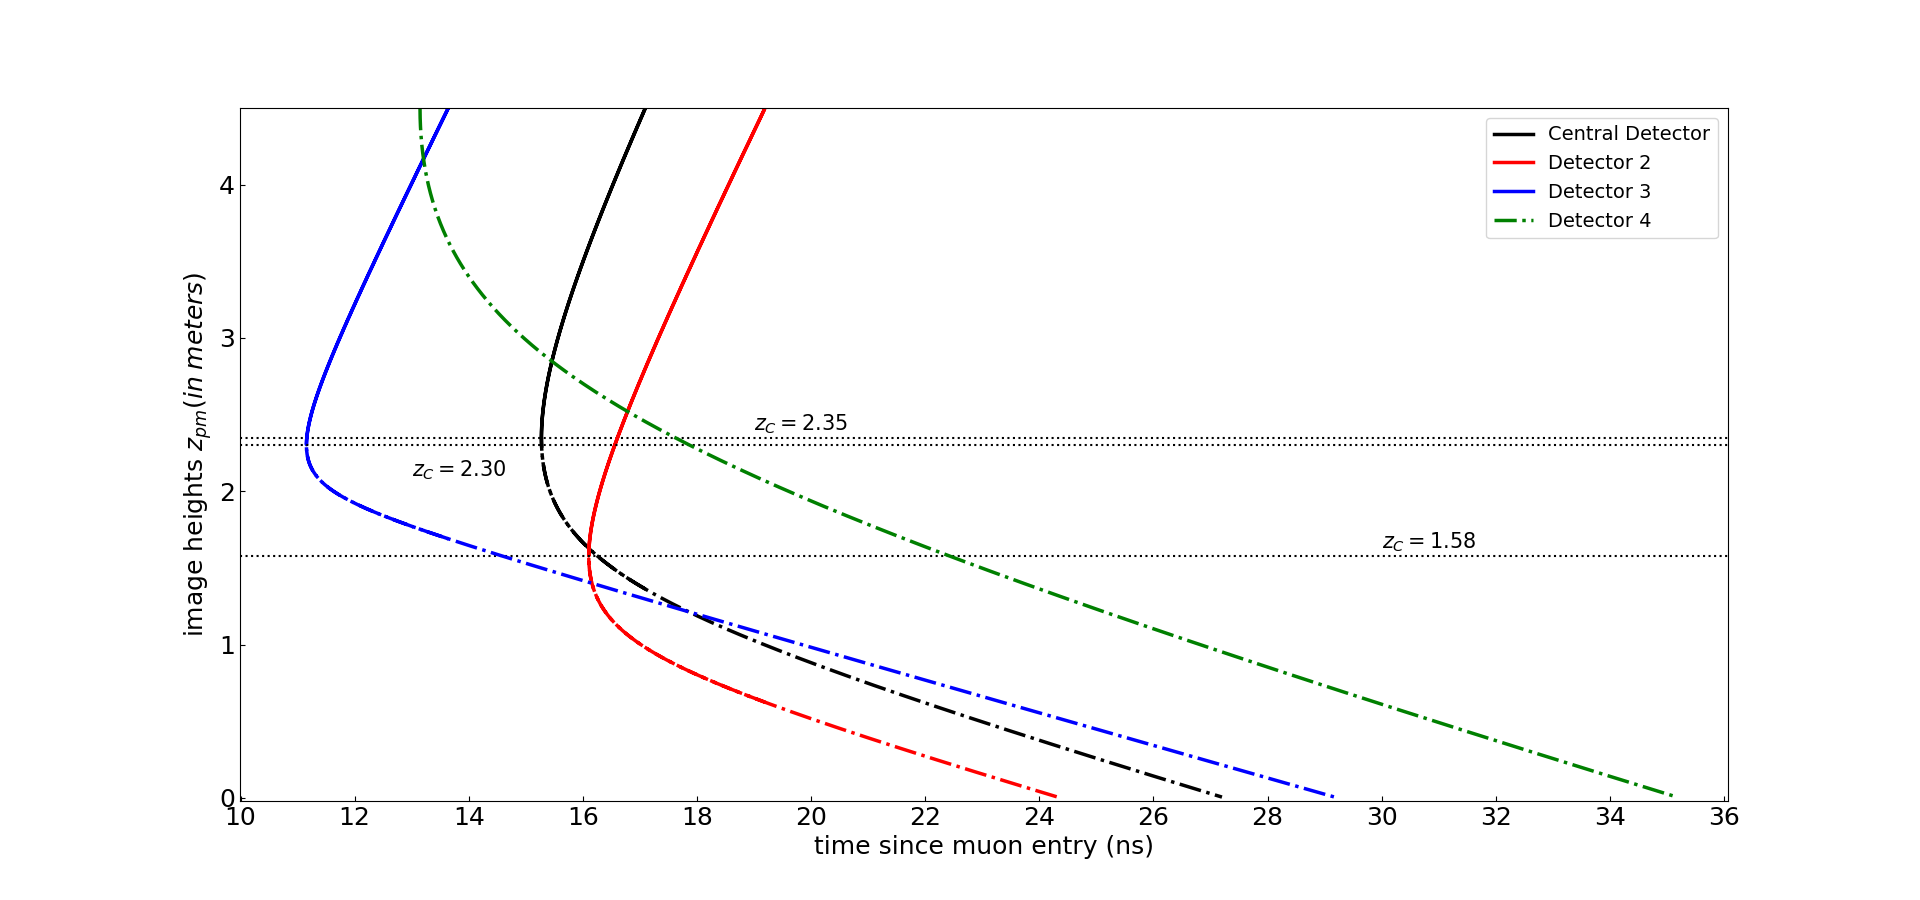 Central Detector
Detector 2
Detector 3
Detector 4
4
3
2
1
0
image heights z_{pm}(in meters)
z_C = 2.35
z_C = 2.30
z_C = 1.58
10 12 14 16 18 20 22 24 26 28 30 32 34 36
time since muon entry (ns)